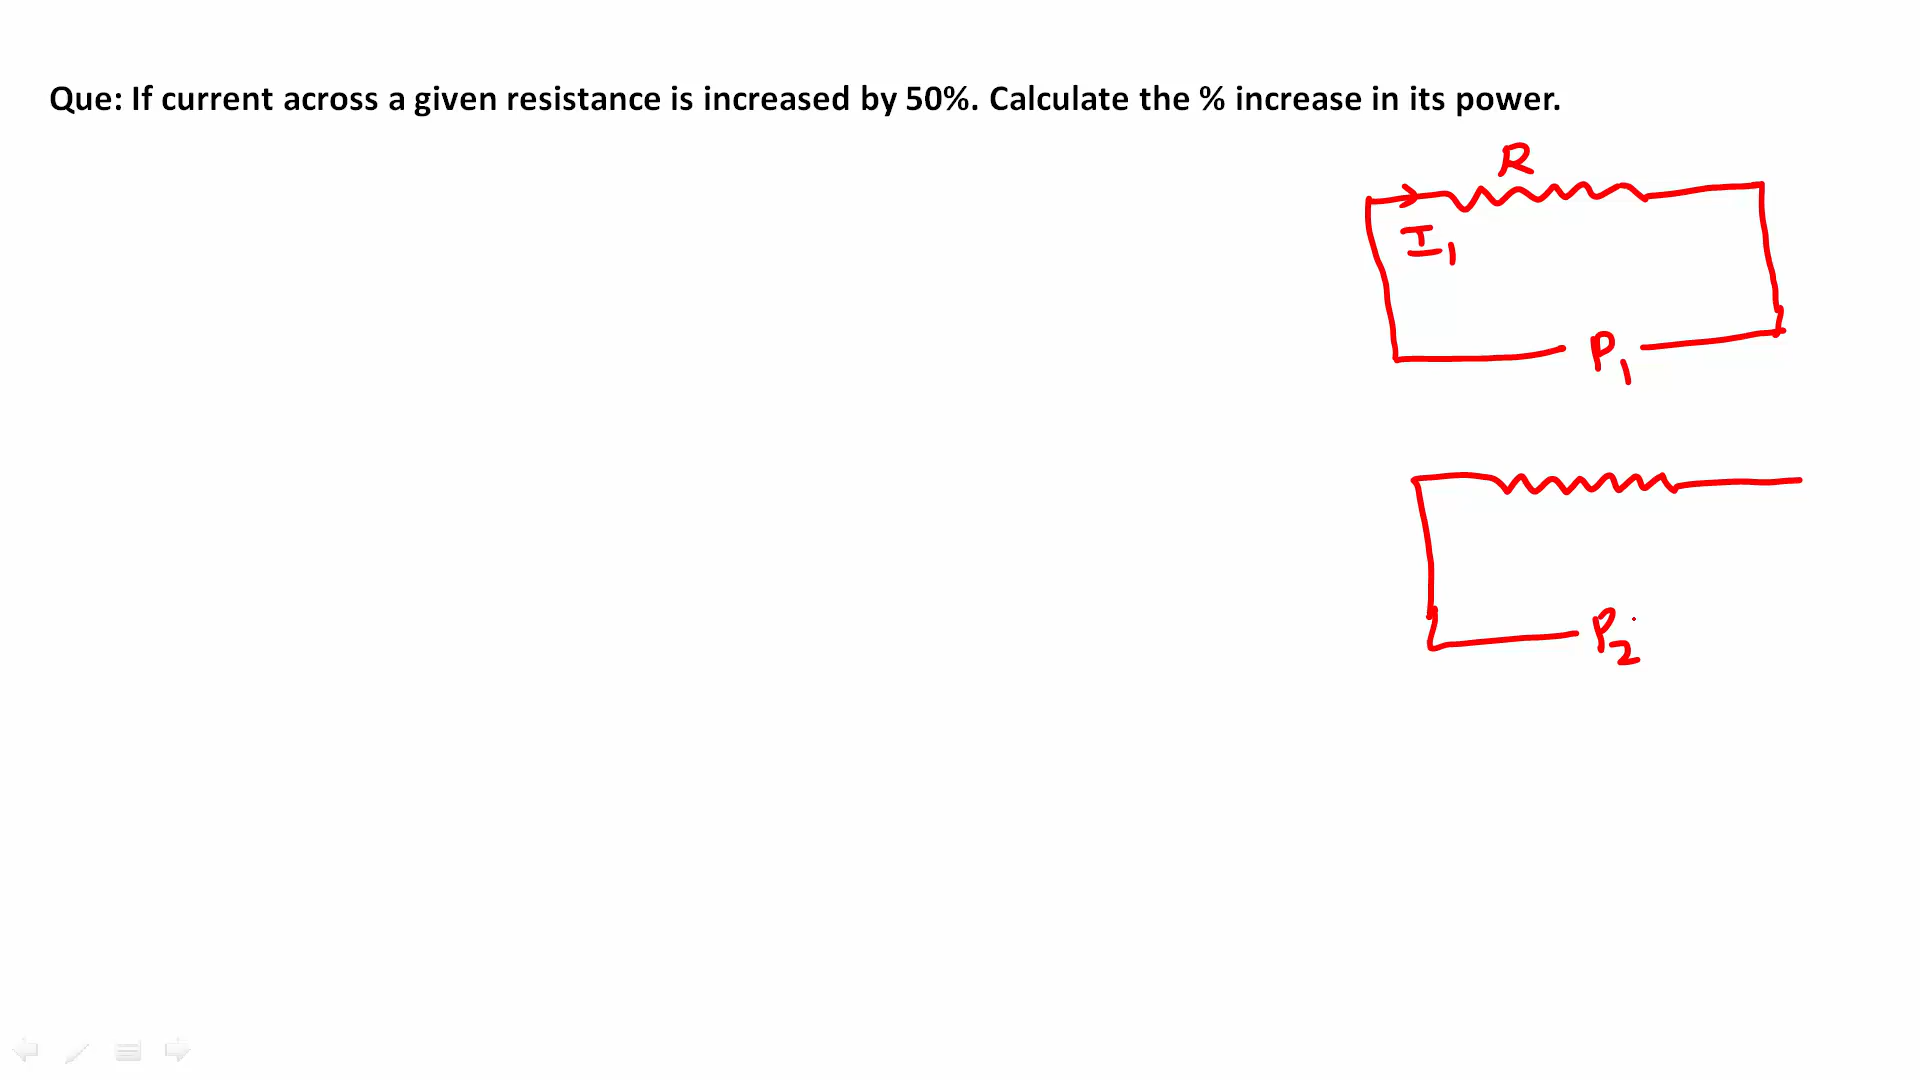 Que: If current across a given resistance is increased by 50%. Calculate the % increase in its power.
R
I₁
P₁
P₂